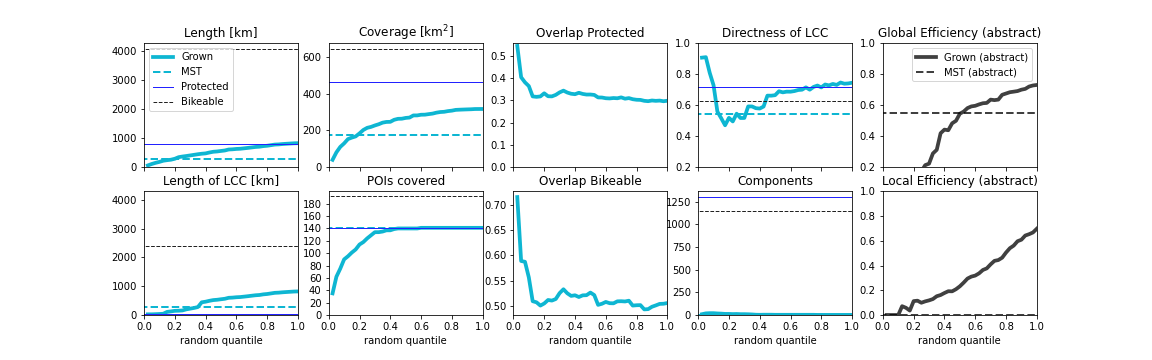 Length [km]
Coverage [km²]
Overlap Protected
Directness of LCC
Global Efficiency (abstract)
4000
3000
2000
1000
0
Grown
MST
Protected
Bikeable
600
400
200
0
0.5
0.4
0.3
0.2
0.1
0.0
1.0
0.8
0.6
0.4
0.2
1.0
0.8
0.6
0.4
0.2
Grown (abstract)
MST (abstract)
Length of LCC [km]
POIs covered
Overlap Bikeable
Components
Local Efficiency (abstract)
4000
3000
2000
1000
0
180
160
140
120
100
80
60
40
20
0
0.70
0.65
0.60
0.55
0.50
1250
1000
750
500
250
0
1.0
0.8
0.6
0.4
0.2
0.0
0.0 0.2 0.4 0.6 0.8 1.0
0.0 0.2 0.4 0.6 0.8 1.0
0.0 0.2 0.4 0.6 0.8 1.0
0.0 0.2 0.4 0.6 0.8 1.0
0.0 0.2 0.4 0.6 0.8 1.0
random quantile
random quantile
random quantile
random quantile
random quantile